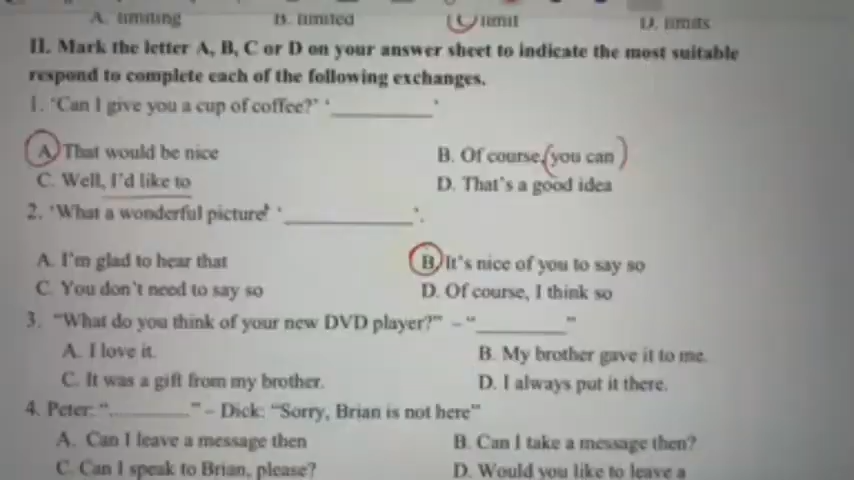 A. limiting B. limited C. limit D. limits
II. Mark the letter A, B, C or D on your answer sheet to indicate the most suitable
respond to complete each of the following exchanges.
1. ‘Can I give you a cup of coffee?’ ‘__________’
A. That would be nice B. Of course, you can
C. Well, I’d like to D. That’s a good idea
2. ‘What a wonderful picture!’ ‘____________’.
A. I’m glad to hear that B. It’s nice of you to say so
C. You don’t need to say so D. Of course, I think so
3. “What do you think of your new DVD player?” – “_________”
A. I love it. B. My brother gave it to me.
C. It was a gift from my brother. D. I always put it there.
4. Peter: “_________” – Dick: “Sorry, Brian is not here”
A. Can I leave a message then B. Can I take a message then?
C. Can I speak to Brian, please? D. Would you like to leave a